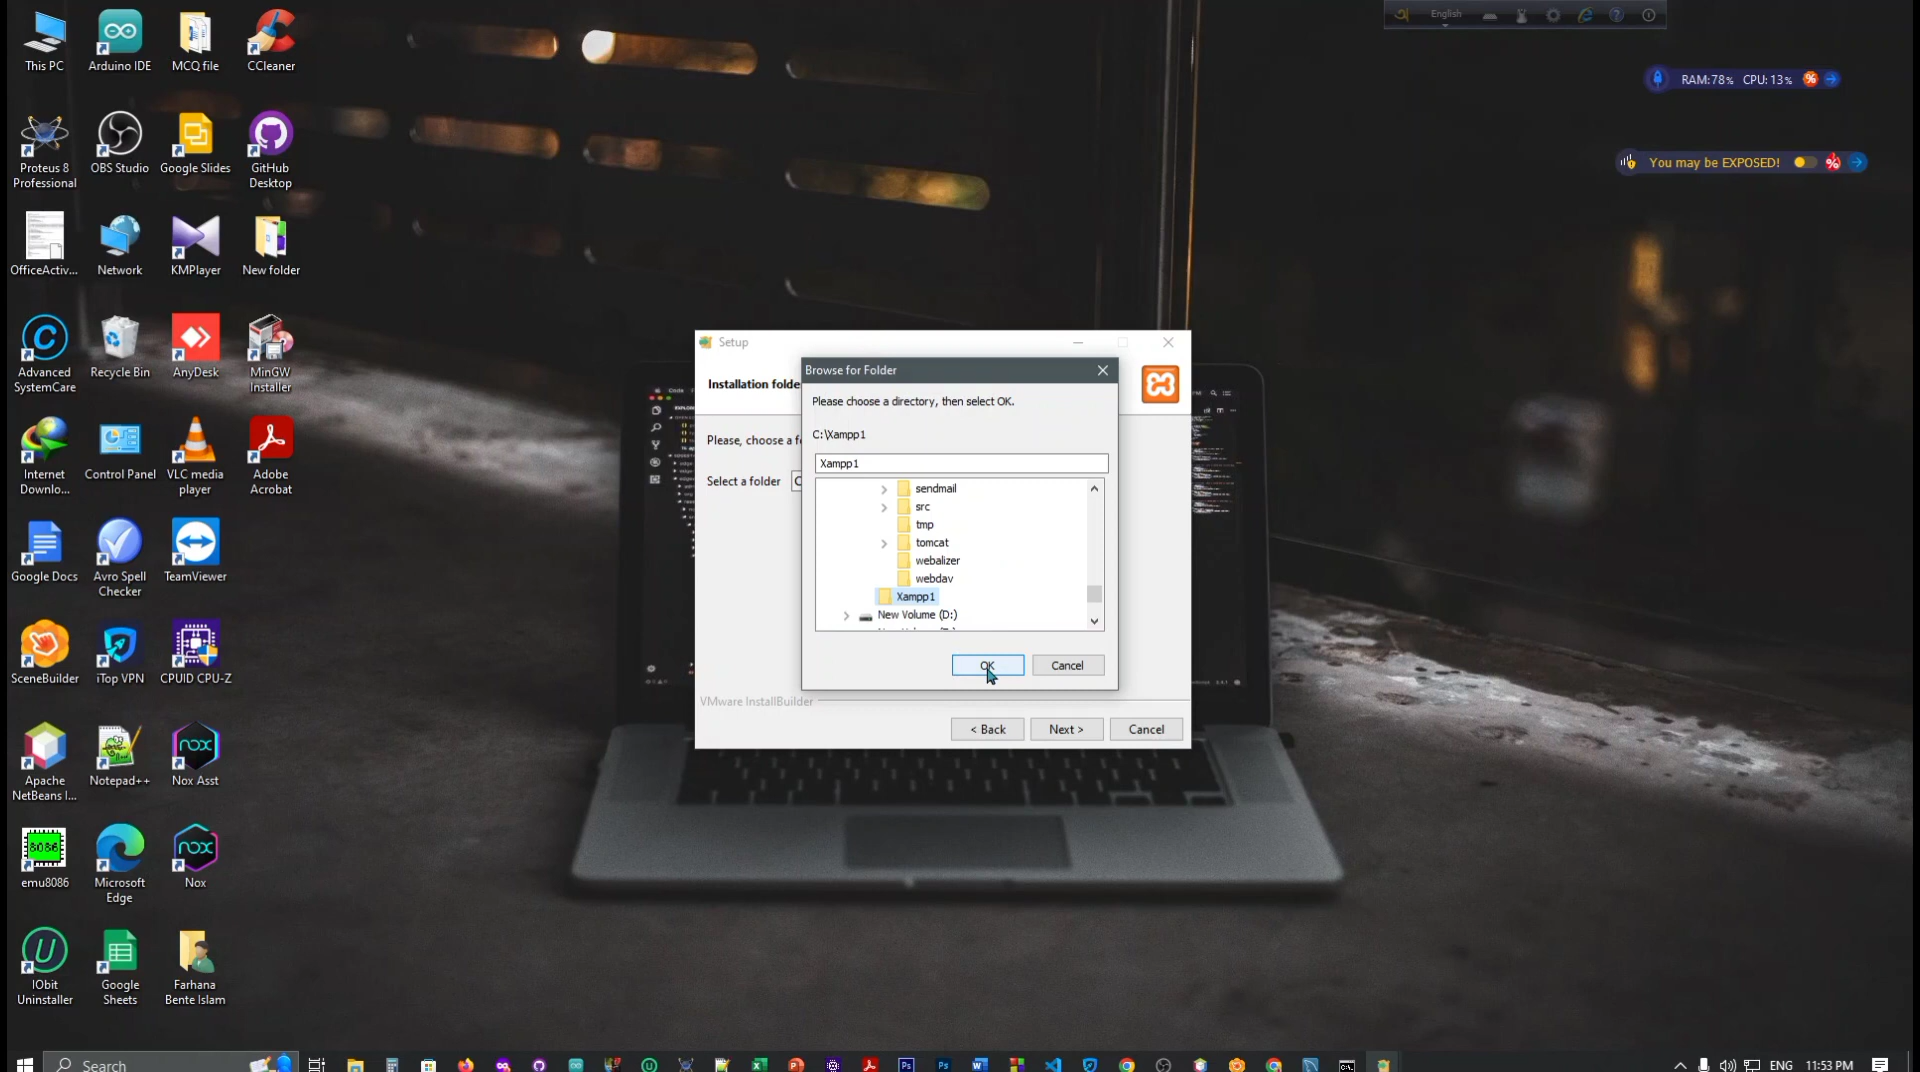 This PC
Arduino IDE
MCQ file
CCleaner
English
RAM:78% CPU: 13%
Proteus 8
Professional
OBS Studio
Google Slides
GitHub
Desktop
You may be EXPOSED!
OfficeActiv...
Network
KMPlayer
New folder
Advanced
SystemCare
Recycle Bin
AnyDesk
MinGW
Installer
Internet
Downlo...
Control Panel
VLC media
player
Adobe
Acrobat
Google Docs
Avro Spell
Checker
TeamViewer
SceneBuilder
iTop VPN
CPUID CPU-Z
Apache
NetBeans I...
Notepad++
Nox Asst
8086
emu8086
Microsoft
Edge
nox
Nox
IObit
Uninstaller
Google
Sheets
Farhana
Bente Islam
Setup
Installation folde
Please, choose a f
Select a folder
VMware InstallBuilder
< Back
Next >
Cancel
Browse for Folder
Please choose a directory, then select OK.
C:\Xampp1
Xampp1
sendmail
src
tmp
tomcat
webalizer
webdav
Xampp1
New Volume (D:)
OK
Cancel
Search
ENG
11:53 PM